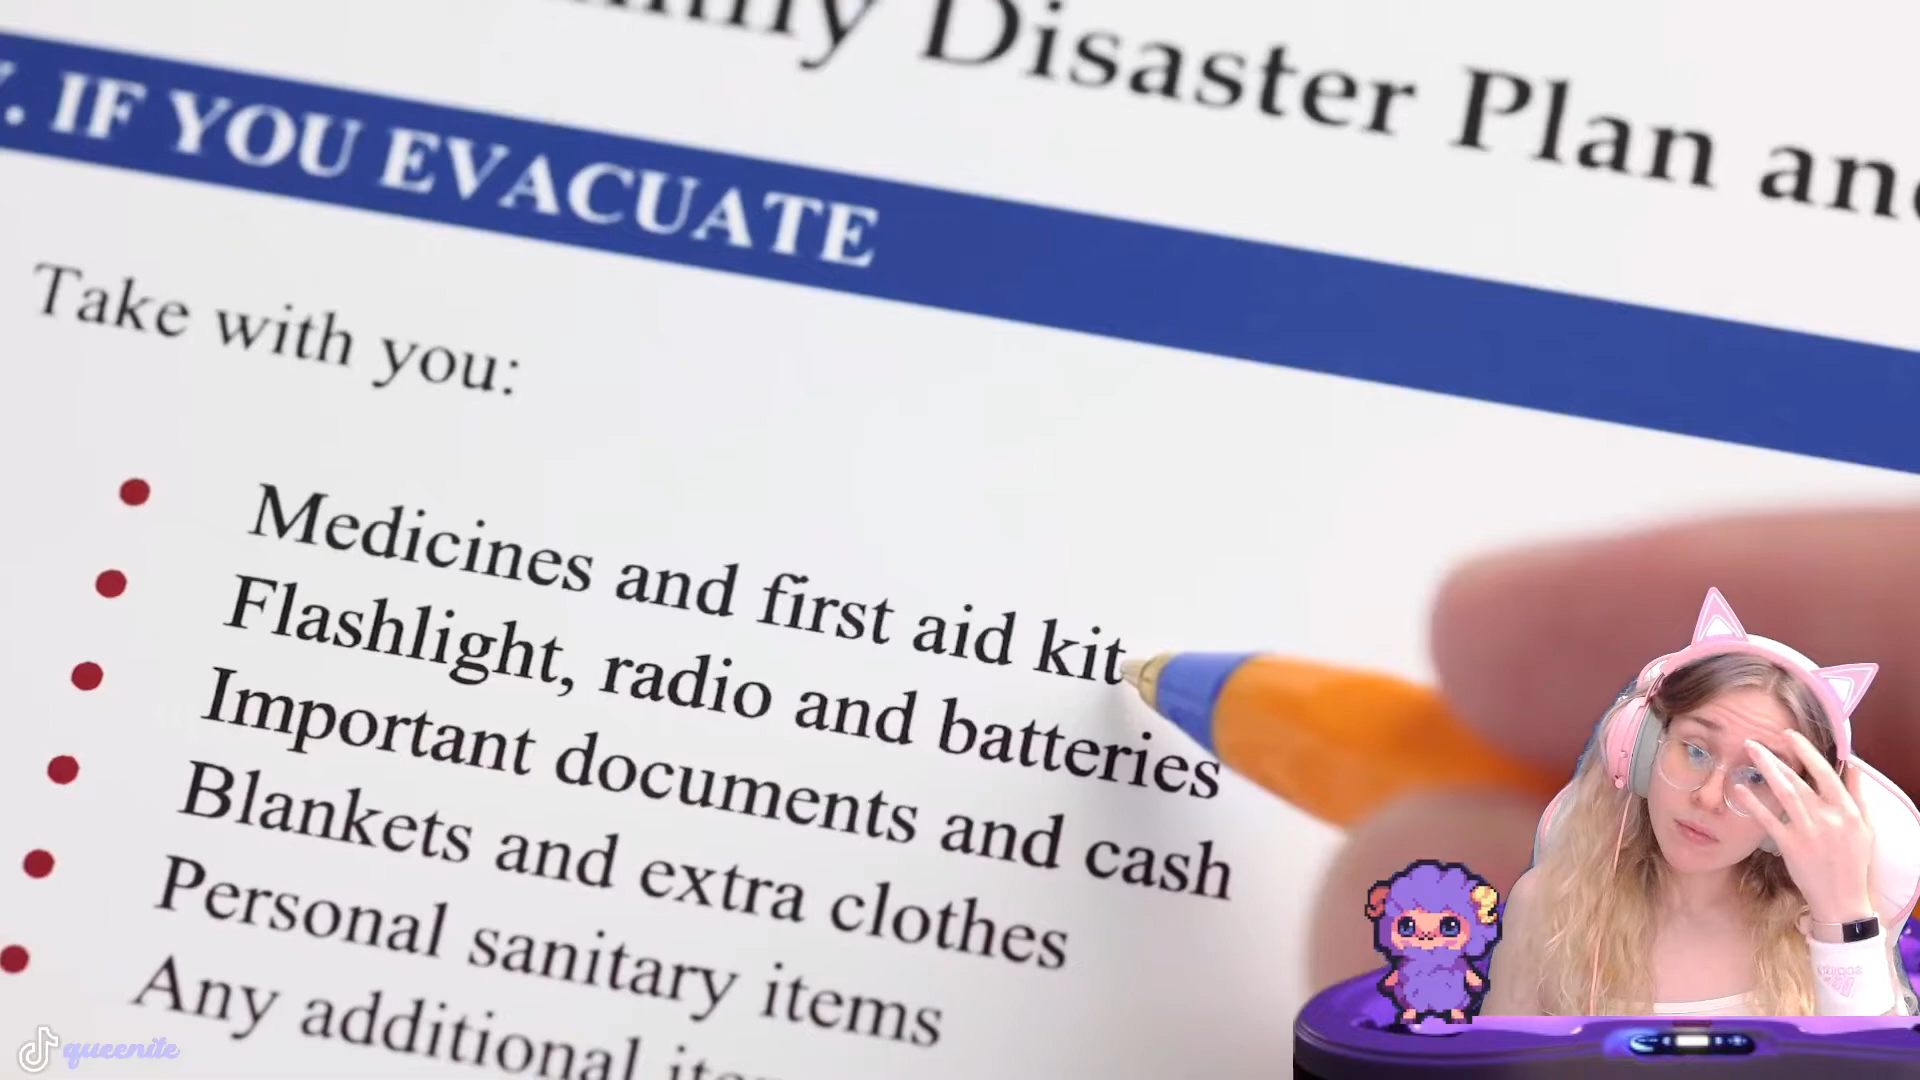 Disaster Plan and
. IF YOU EVACUATE
Take with you:
Medicines and first aid kit
Flashlight, radio and batteries
Important documents and cash
Blankets and extra clothes
Personal sanitary items
Any additional
queenite